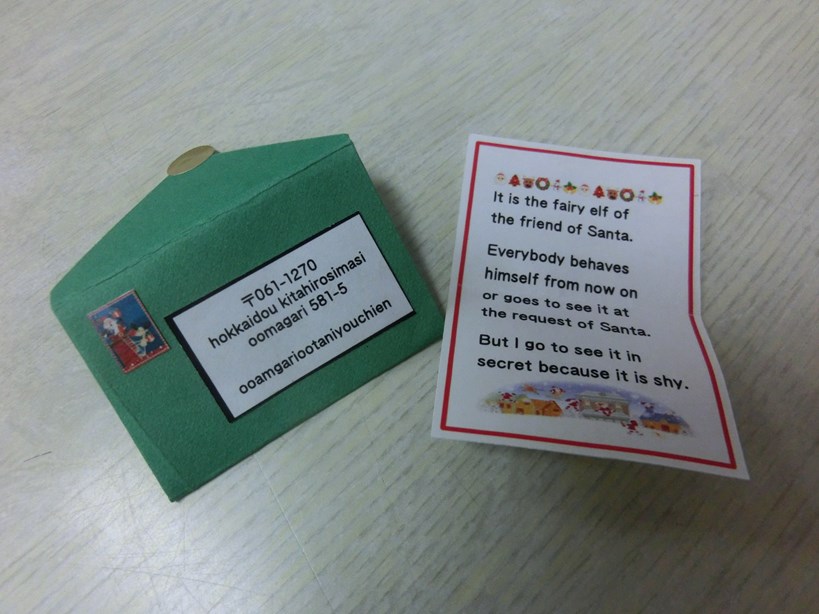 〒061-1270
hokkaidou kitahirosimasi
oomagari 581-5
ooamgariootaniyouchien
It is the fairy elf of
the friend of Santa.
Everybody behaves
himself from now on
or goes to see it at
the request of Santa.
But I go to see it in
secret because it is shy.